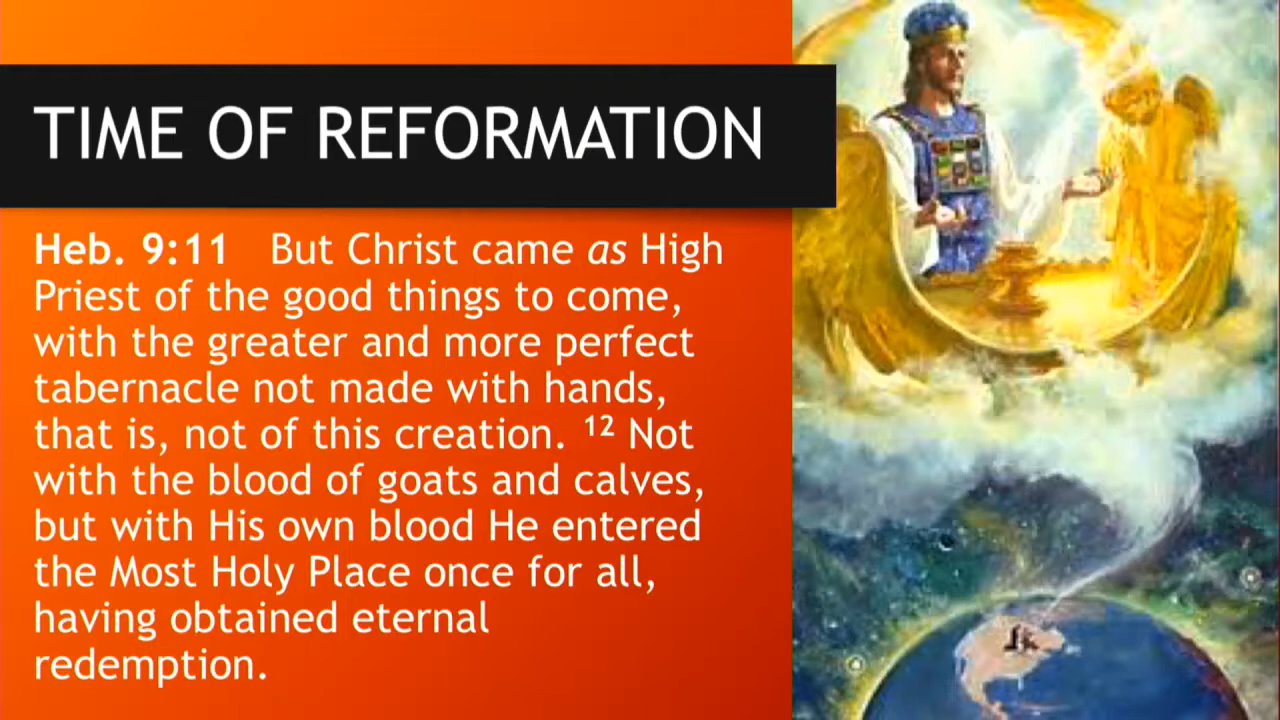 TIME OF REFORMATION
Heb. 9:11 But Christ came as High
Priest of the good things to come,
with the greater and more perfect
tabernacle not made with hands,
that is, not of this creation. 12 Not
with the blood of goats and calves,
but with His own blood He entered
the Most Holy Place once for all,
having obtained eternal
redemption.